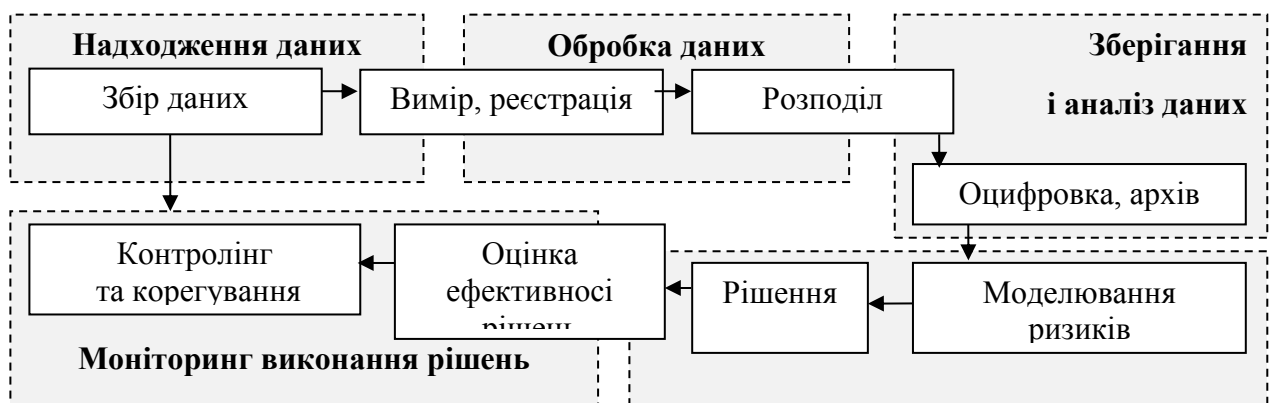 Надходження даних
Обробка даних
Зберігання
і аналіз даних
Збір даних
Вимір, реєстрація
Розподіл
Оцифровка, архів
Контролінг
та корегування
Оцінка
ефективносі
рішень
Рішення
Моделювання
ризиків
Моніторинг виконання рішень